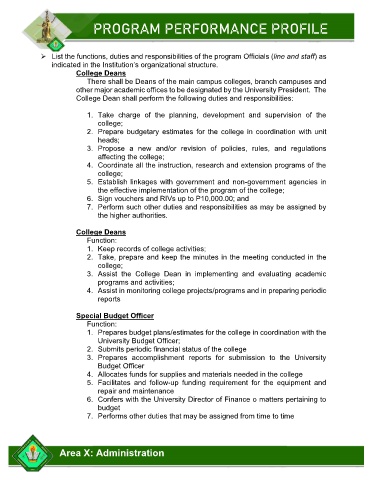 PROGRAM PERFORMANCE PROFILE
➢ List the functions, duties and responsibilities of the program Officials (line and staff) as
indicated in the Institution's organizational structure.
College Deans
There shall be Deans of the main campus colleges, branch campuses and
other major academic offices to be designated by the University President. The
College Dean shall perform the following duties and responsibilities:
1. Take charge of the planning, development and supervision of the
college;
2. Prepare budgetary estimates for the college in coordination with unit
heads;
3. Propose a new and/or revision of policies, rules, and regulations
affecting the college;
4. Coordinate all the instruction, research and extension programs of the
college;
5. Establish linkages with government and non-government agencies in
the effective implementation of the program of the college;
6. Sign vouchers and RIVs up to P10,000.00; and
7. Perform such other duties and responsibilities as may be assigned by
the higher authorities.
College Deans
Function:
1. Keep records of college activities;
2. Take, prepare and keep the minutes in the meeting conducted in the
college;
3. Assist the College Dean in implementing and evaluating academic
programs and activities;
4. Assist in monitoring college projects/programs and in preparing periodic
reports
Special Budget Officer
Function:
1. Prepares budget plans/estimates for the college in coordination with the
University Budget Officer;
2. Submits periodic financial status of the college
3. Prepares accomplishment reports for submission to the University
Budget Officer
4. Allocates funds for supplies and materials needed in the college
5. Facilitates and follow-up funding requirement for the equipment and
repair and maintenance
6. Confers with the University Director of Finance o matters pertaining to
budget
7. Performs other duties that may be assigned from time to time
Area X: Administration